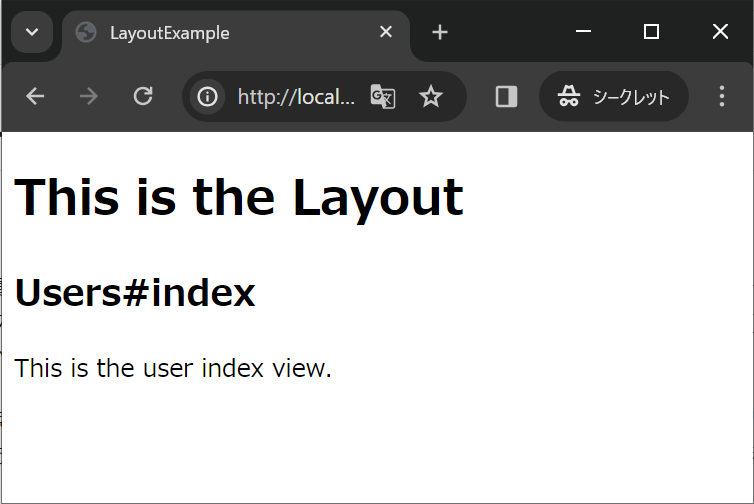 LayoutExample
http://local...
シークレット
This is the Layout
Users#index
This is the user index view.